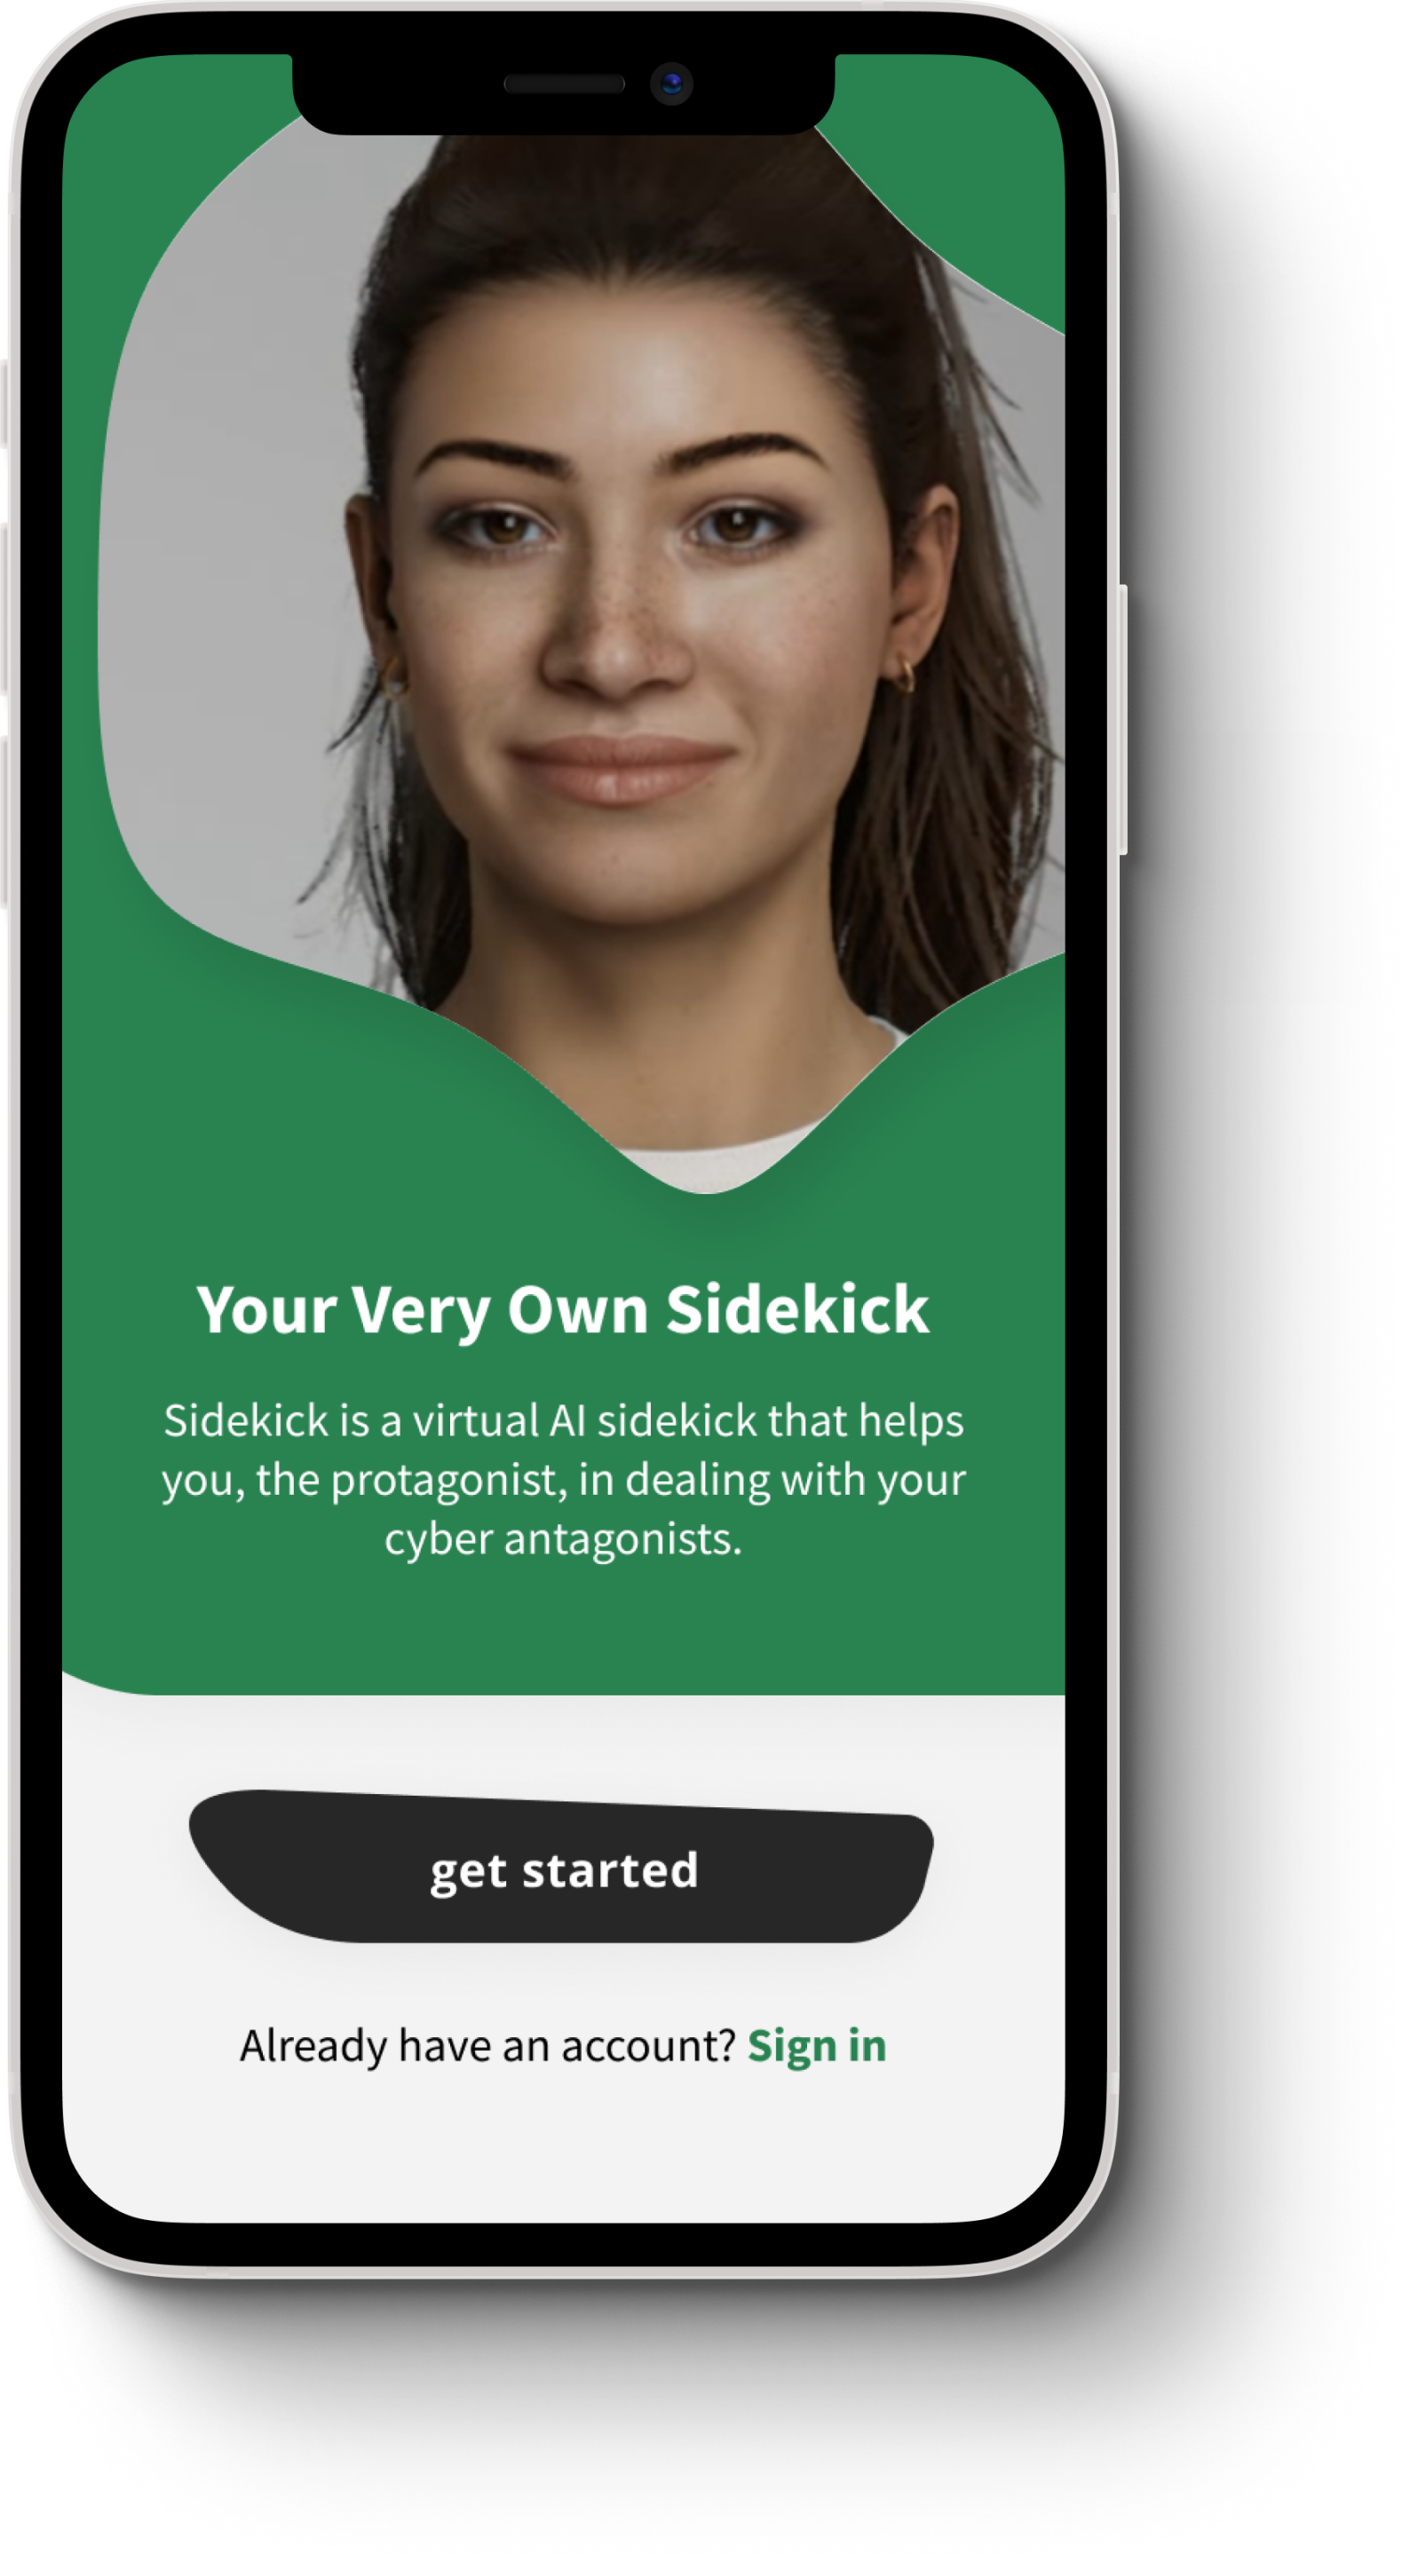 Your Very Own Sidekick
Sidekick is a virtual AI sidekick that helps
you, the protagonist, in dealing with your
cyber antagonists.
get started
Already have an account? Sign in